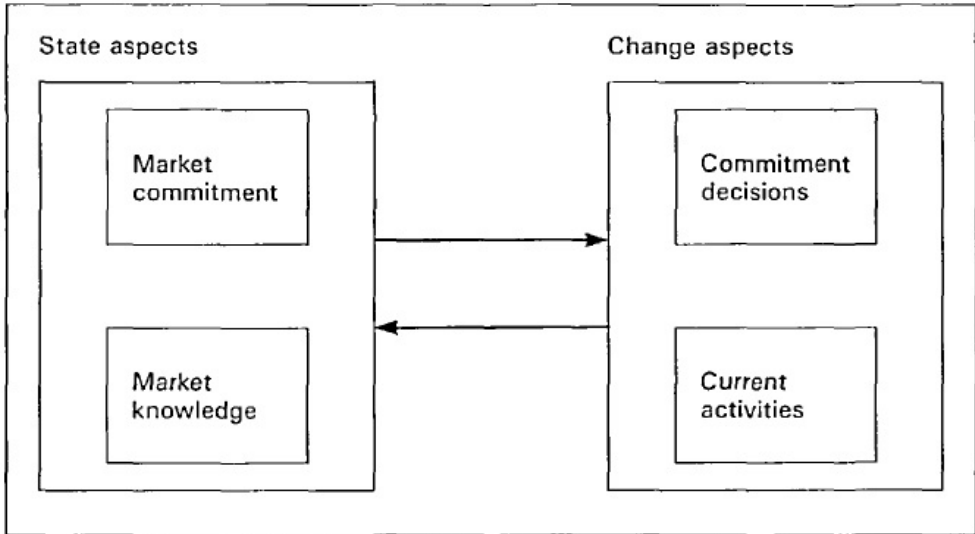 State aspects
Change aspects
Market
commitment
Commitment
decisions
Market
knowledge
Current
activities